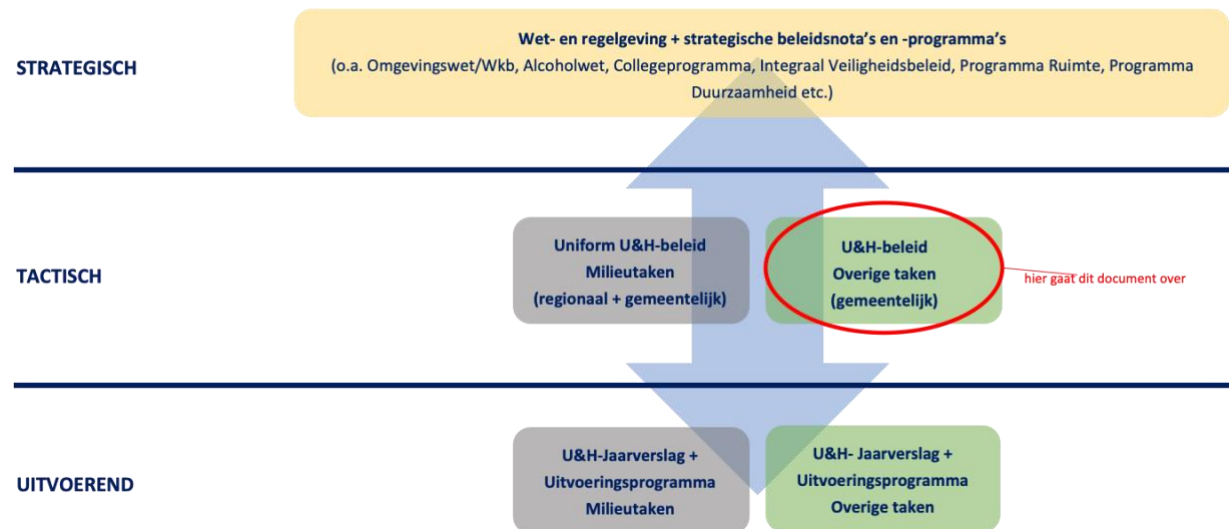 Wet- en regelgeving + strategische beleidsnota's en -programma's
STRATEGISCH
(o.a. Omgevingswet/Wkb, Alcoholwet, Collegeprogramma, Integraal Veiligheidsbeleid, Programma Ruimte, Programma
Duurzaamheid etc.)
TACTISCH
Uniform U&H-beleid
Milieutaken
(regionaal + gemeentelijk)
U&H-beleid
Overige taken
(gemeentelijk)
hier gaat dit document over
UITVOEREND
U&H-Jaarverslag +
Uitvoeringsprogramma
Milieutaken
U&H- Jaarverslag +
Uitvoeringsprogramma
Overige taken